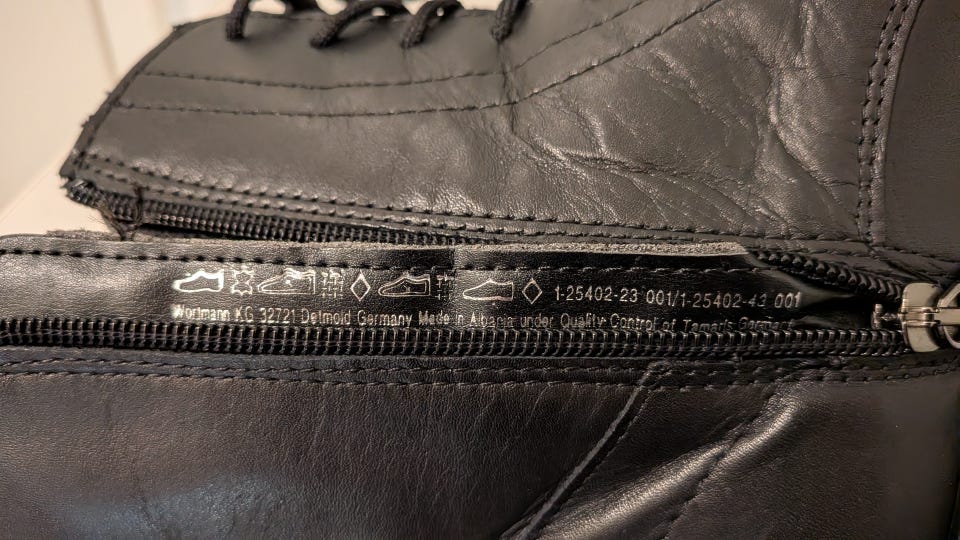 1-25402-23 001/1-25402-43 001
Wortmann KG 32721 Detmold Germany Made in Albania under Quality Control of Tamaris Germany